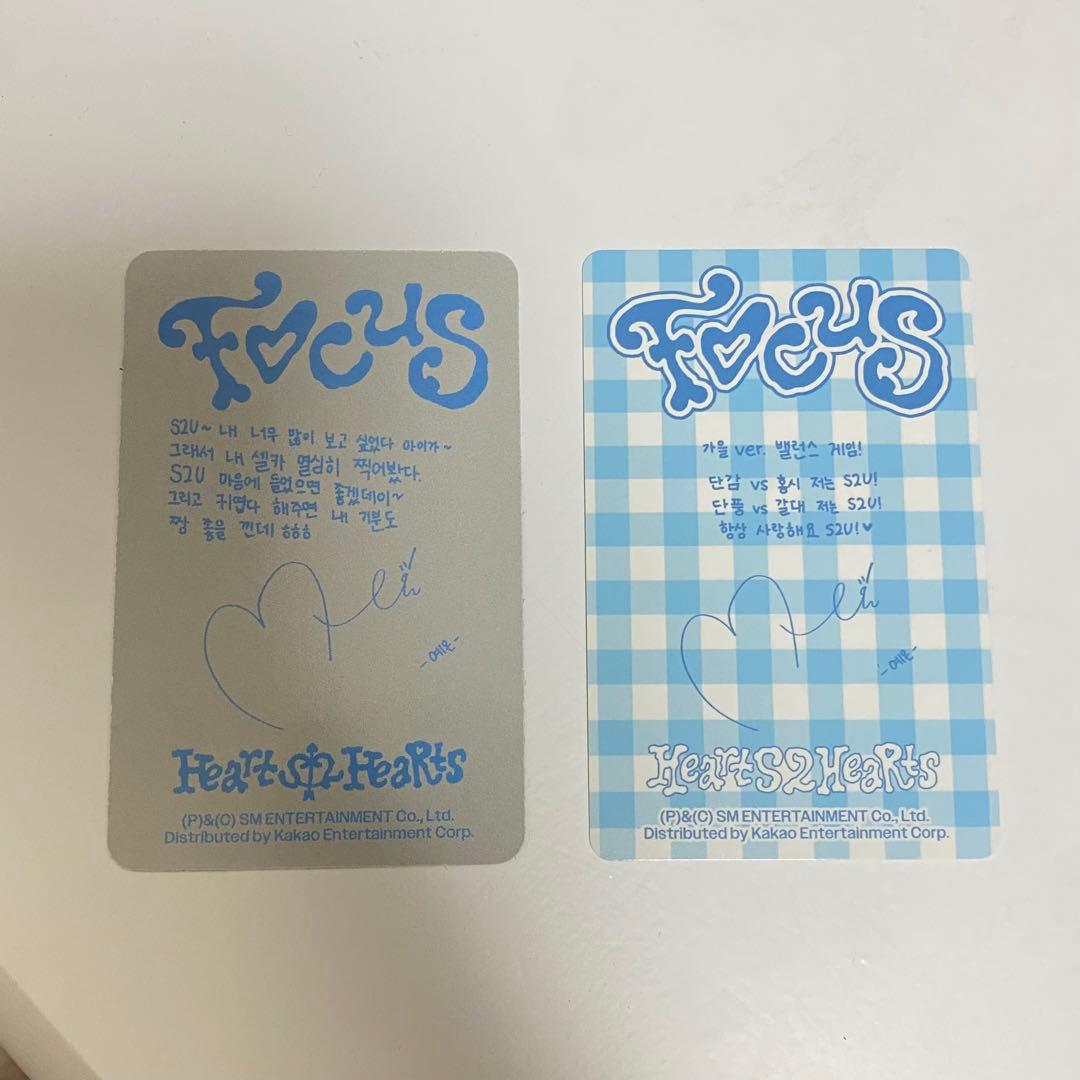 Focus
S2U~ 내 너무 많이 보고 싶었다 아이가~
그래서 내 셀카 열심히 찍어봤다.
S2U 마음에 들었으면 좋겠데이~
그리고 귀엽다 해주면 내 기분도
짱 좋을 낀데 ㅎㅎㅎ
-예온-
Hearts2Hearts
(P)&(C) SM ENTERTAINMENT Co., Ltd.
Distributed by Kakao Entertainment Corp.
Focus
가을 ver. 밸런스 게임!
단감 vs 홍시 저는 S2U!
단풍 vs 갈대 저는 S2U!
항상 사랑해요 S2U!♥
-예온-
Hearts2Hearts
(P)&(C) SM ENTERTAINMENT Co., Ltd.
Distributed by Kakao Entertainment Corp.